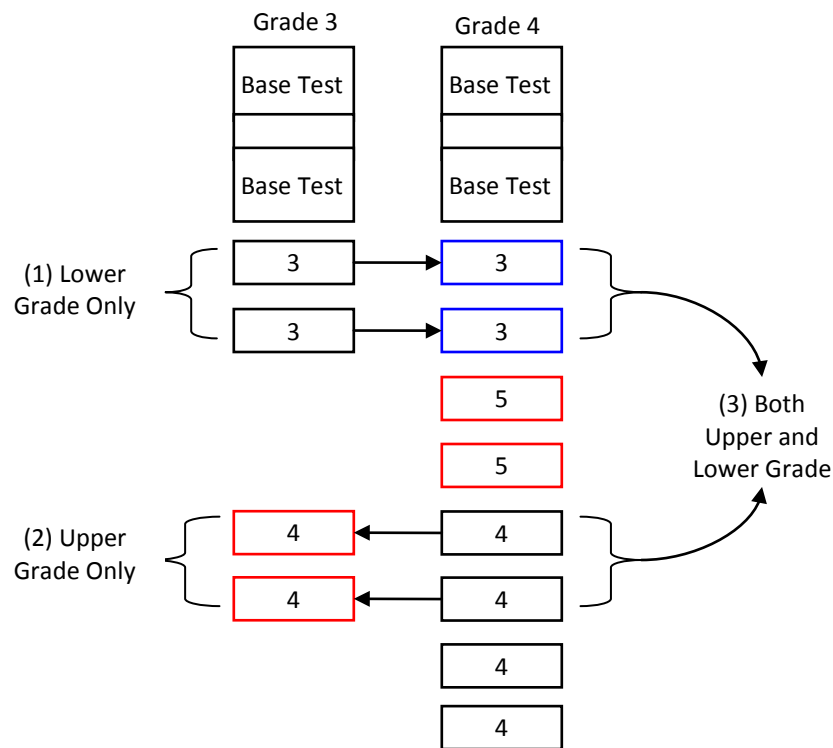 Grade 3
Grade 4
Base Test
Base Test
Base Test
Base Test
(1) Lower
Grade Only
3
3
3
3
5
5
(3) Both
Upper and
Lower Grade
(2) Upper
Grade Only
4
4
4
4
4
4